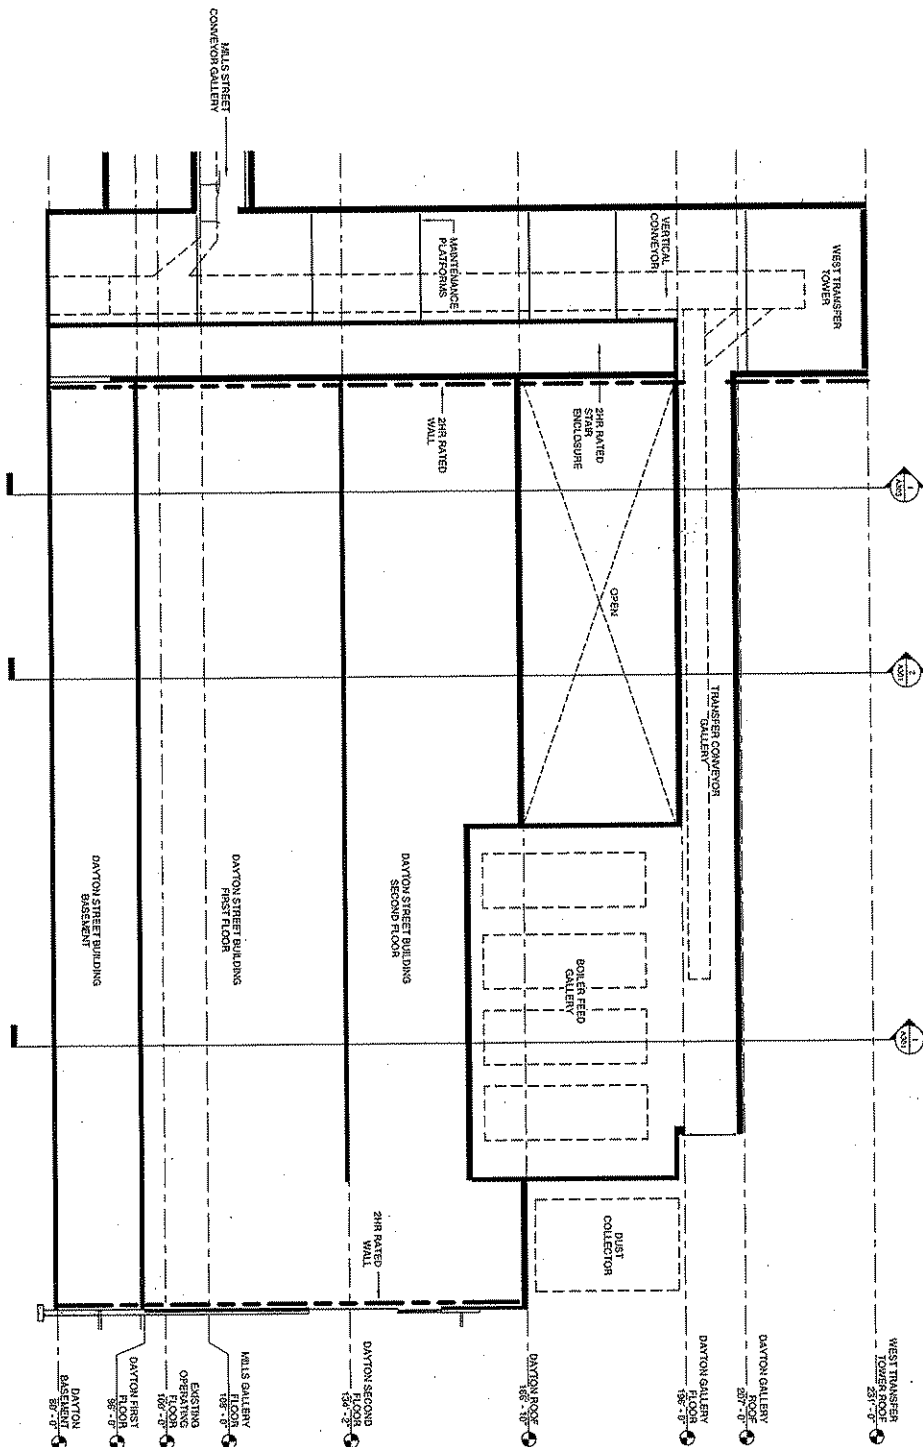 MILLS STREET
CONVEYOR GALLERY
WEST TRANSFER
TOWER
VERTICAL
CONVEYOR
MAINTENANCE
PLATFORMS
2HR RATED
STAIR
ENCLOSURE
2HR RATED
WALL
OPEN
TRANSFER CONVEYOR
GALLERY
BOILER FEED
GALLERY
DAYTON STREET BUILDING
SECOND FLOOR
DAYTON STREET BUILDING
FIRST FLOOR
DAYTON STREET BUILDING
BASEMENT
DUST
COLLECTOR
2HR RATED
WALL
WEST TRANSFER
TOWER ROOF
231' - 0"
DAYTON GALLERY
ROOF
207' - 0"
DAYTON GALLERY
FLOOR
DAYTON ROOF
DAYTON SECOND
FLOOR
134' - 2"
MILLS GALLERY
FLOOR
EXISTING
OPERATING
FLOOR
100' - 0"
DAYTON FIRST
FLOOR
DAYTON
BASEMENT